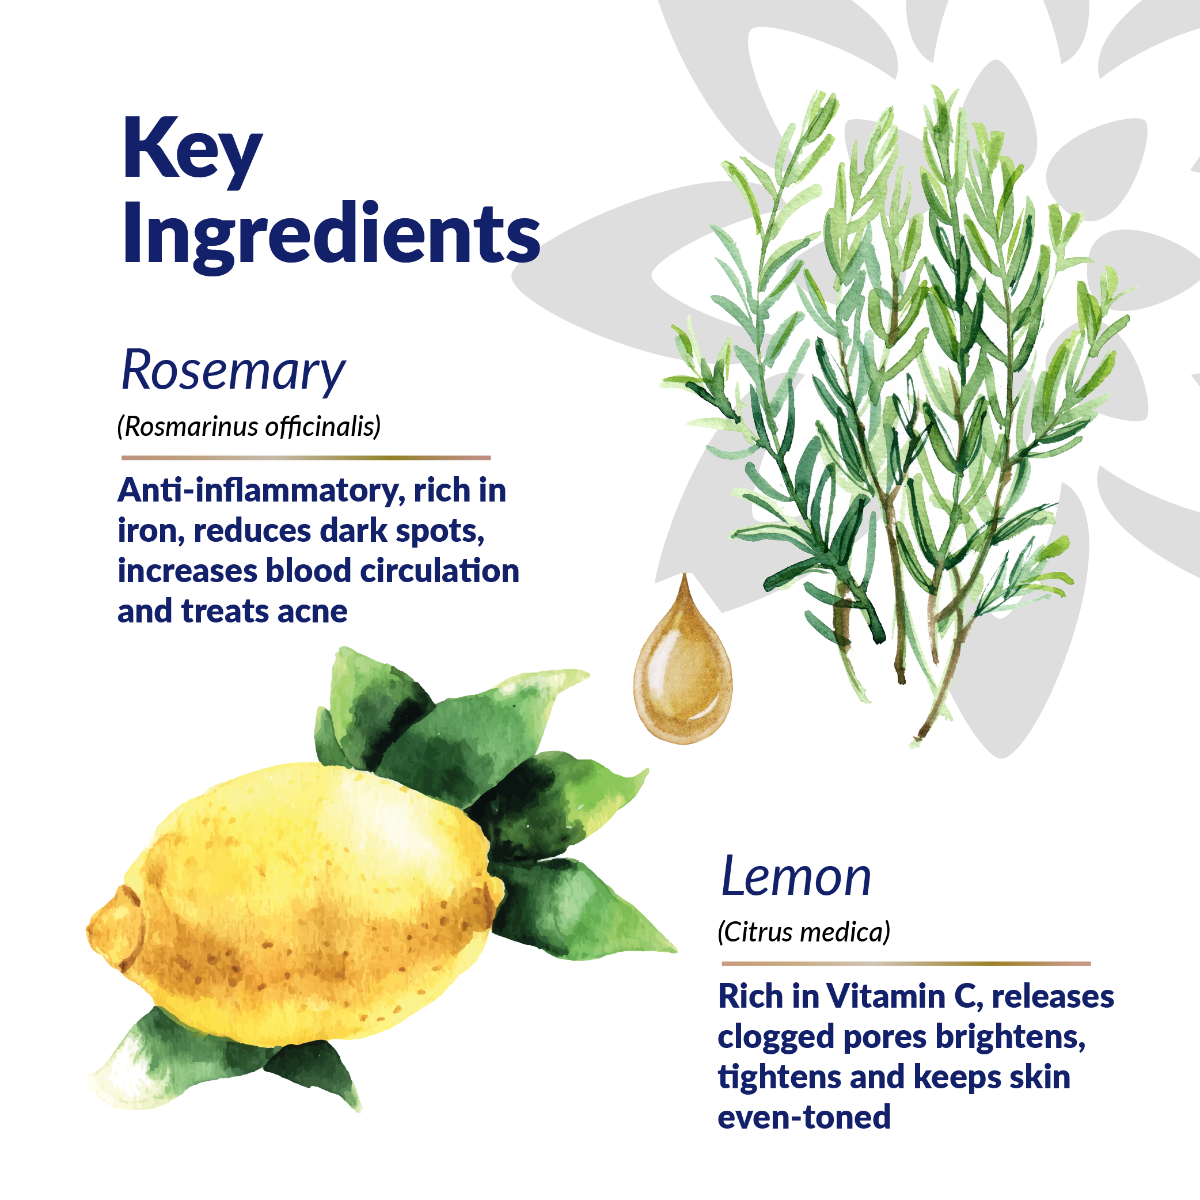 Key
Ingredients
Rosemary
(Rosmarinus officinalis)
Anti-inflammatory, rich in
iron, reduces dark spots,
increases blood circulation
and treats acne
Lemon
(Citrus medica)
Rich in Vitamin C, releases
clogged pores brightens,
tightens and keeps skin
even-toned